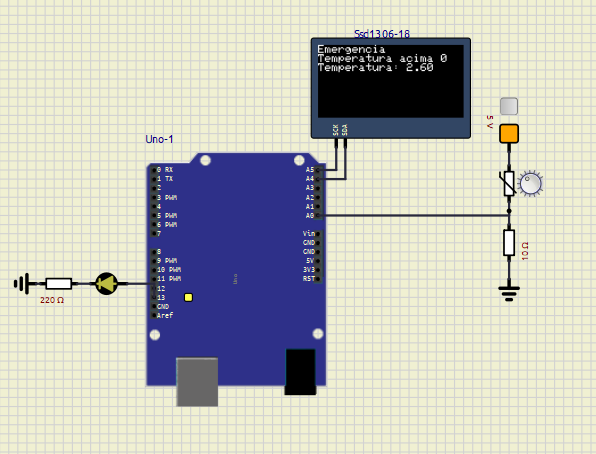 Ssd1306-18
Emergencia
Temperatura acima 0
Temperatura: 2.60
5 V
SCK
SDA
Uno-1
0 RX
1 TX
2
3 PWM
4
5 PWM
6 PWM
7
8
9 PWM
10 PWM
11 PWM
12
13
GND
Aref
A5
A4
A3
A2
A1
A0
Vin
GND
GND
5V
3V3
RST
Uno
220 Ω
10 Ω